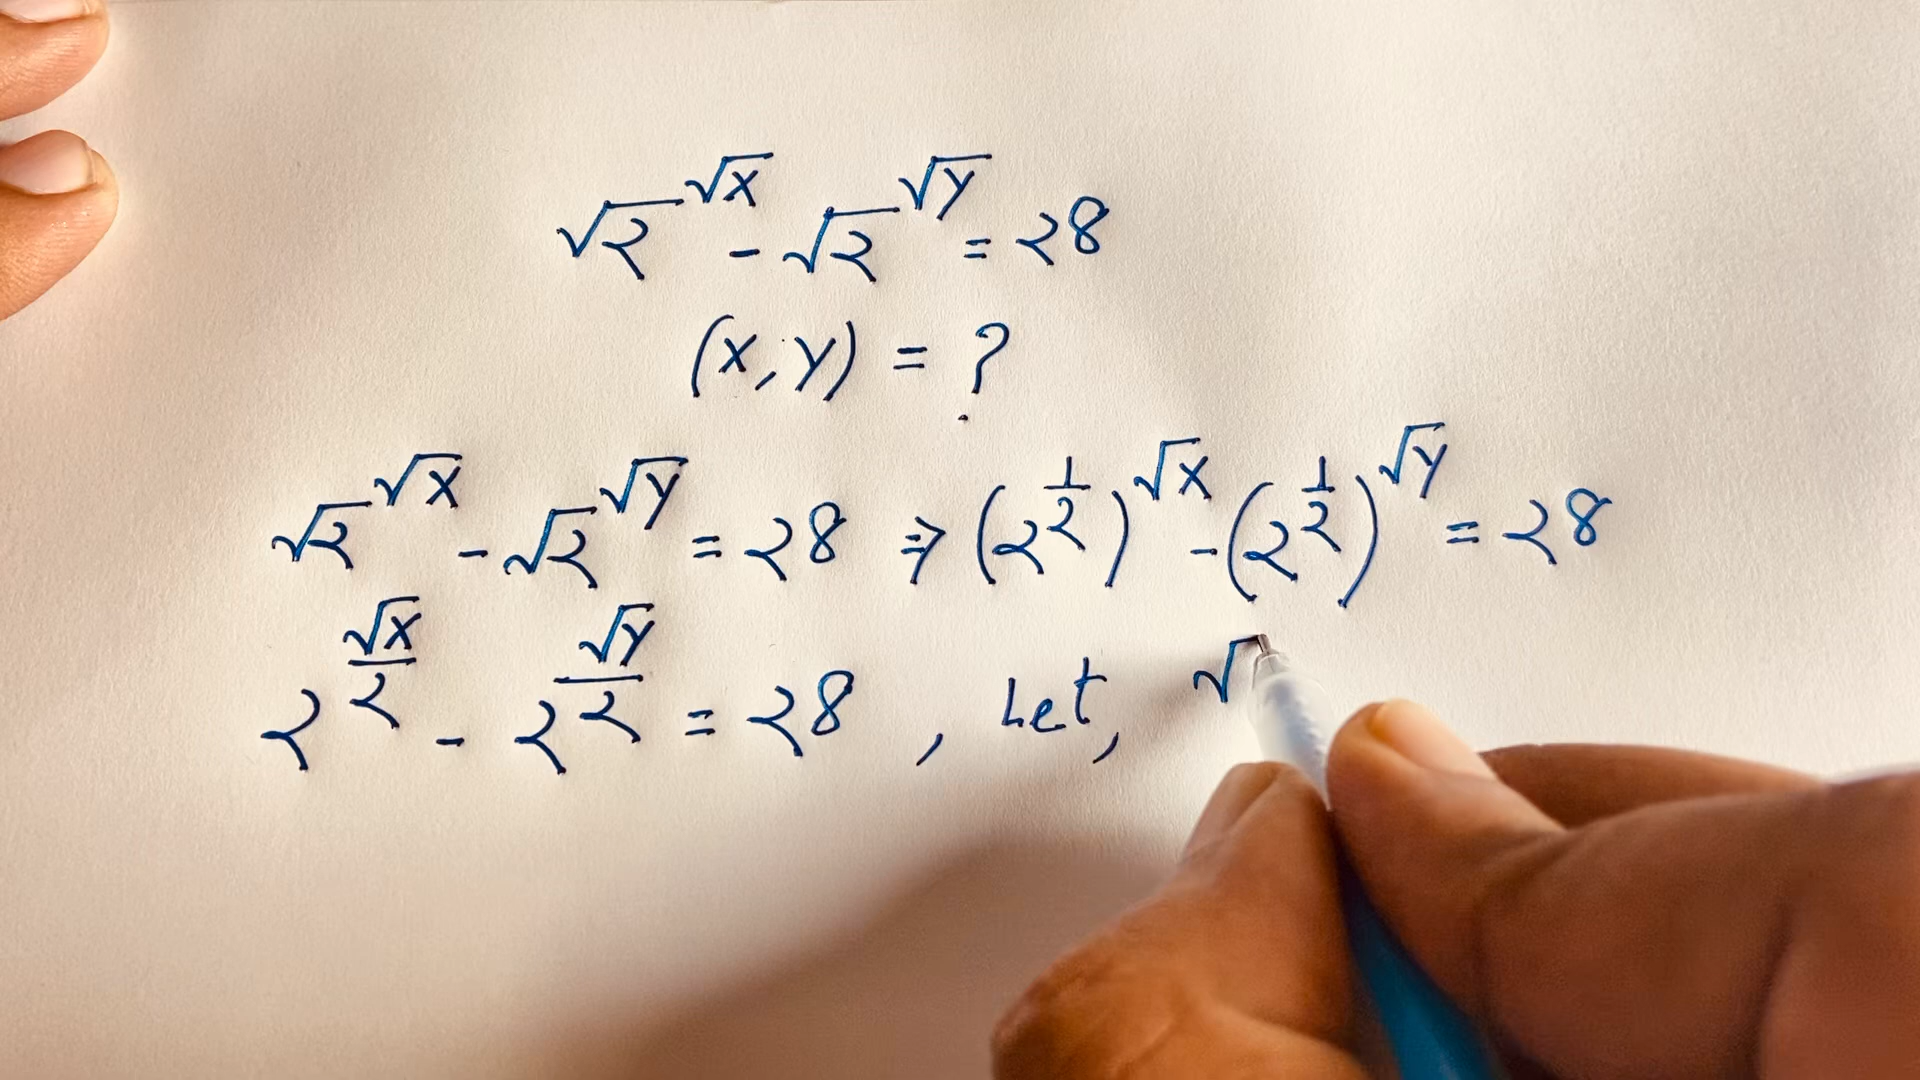 √2^√x - √2^√y = 28
(x,y) = ?
√2^√x - √2^√y = 28 ⇒ (2^(1/2))^√x - (2^(1/2))^√y = 28
2^(√x/2) - 2^(√y/2) = 28 , Let, √